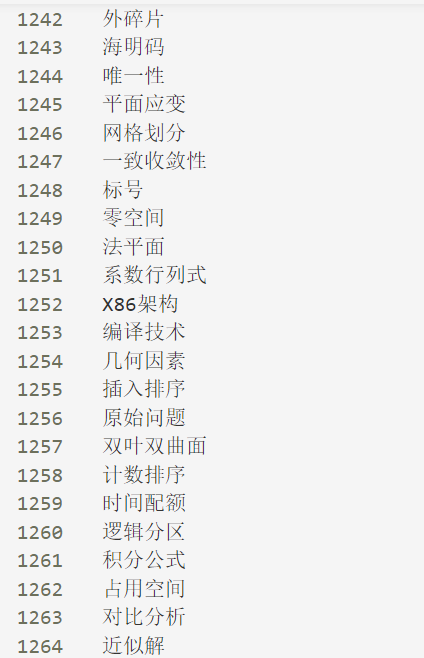 1242 外碎片
1243 海明码
1244 唯一性
1245 平面应变
1246 网格划分
1247 一致收敛性
1248 标号
1249 零空间
1250 法平面
1251 系数行列式
1252 X86架构
1253 编译技术
1254 几何因素
1255 插入排序
1256 原始问题
1257 双叶双曲面
1258 计数排序
1259 时间配额
1260 逻辑分区
1261 积分公式
1262 占用空间
1263 对比分析
1264 近似解